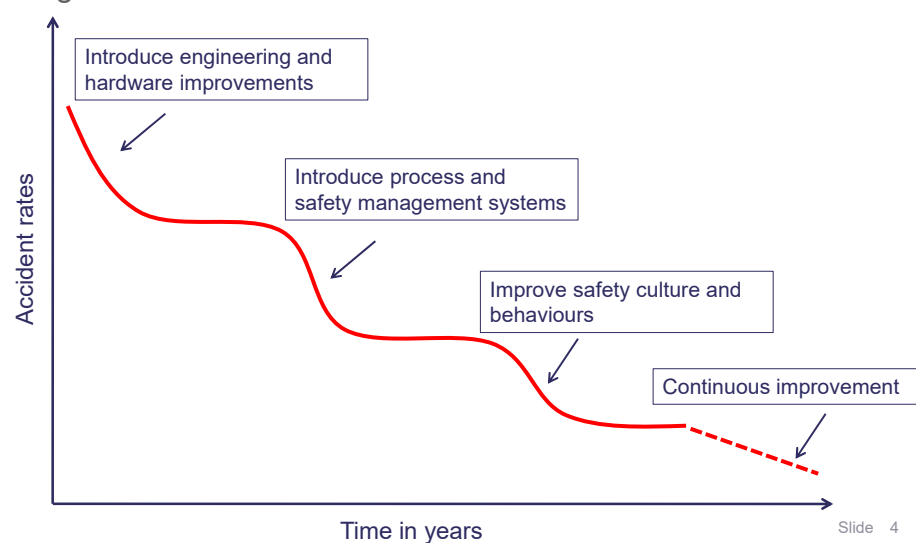 Introduce engineering and
hardware improvements
Introduce process and
safety management systems
Improve safety culture and
behaviours
Continuous improvement
Accident rates
Time in years
Slide 4